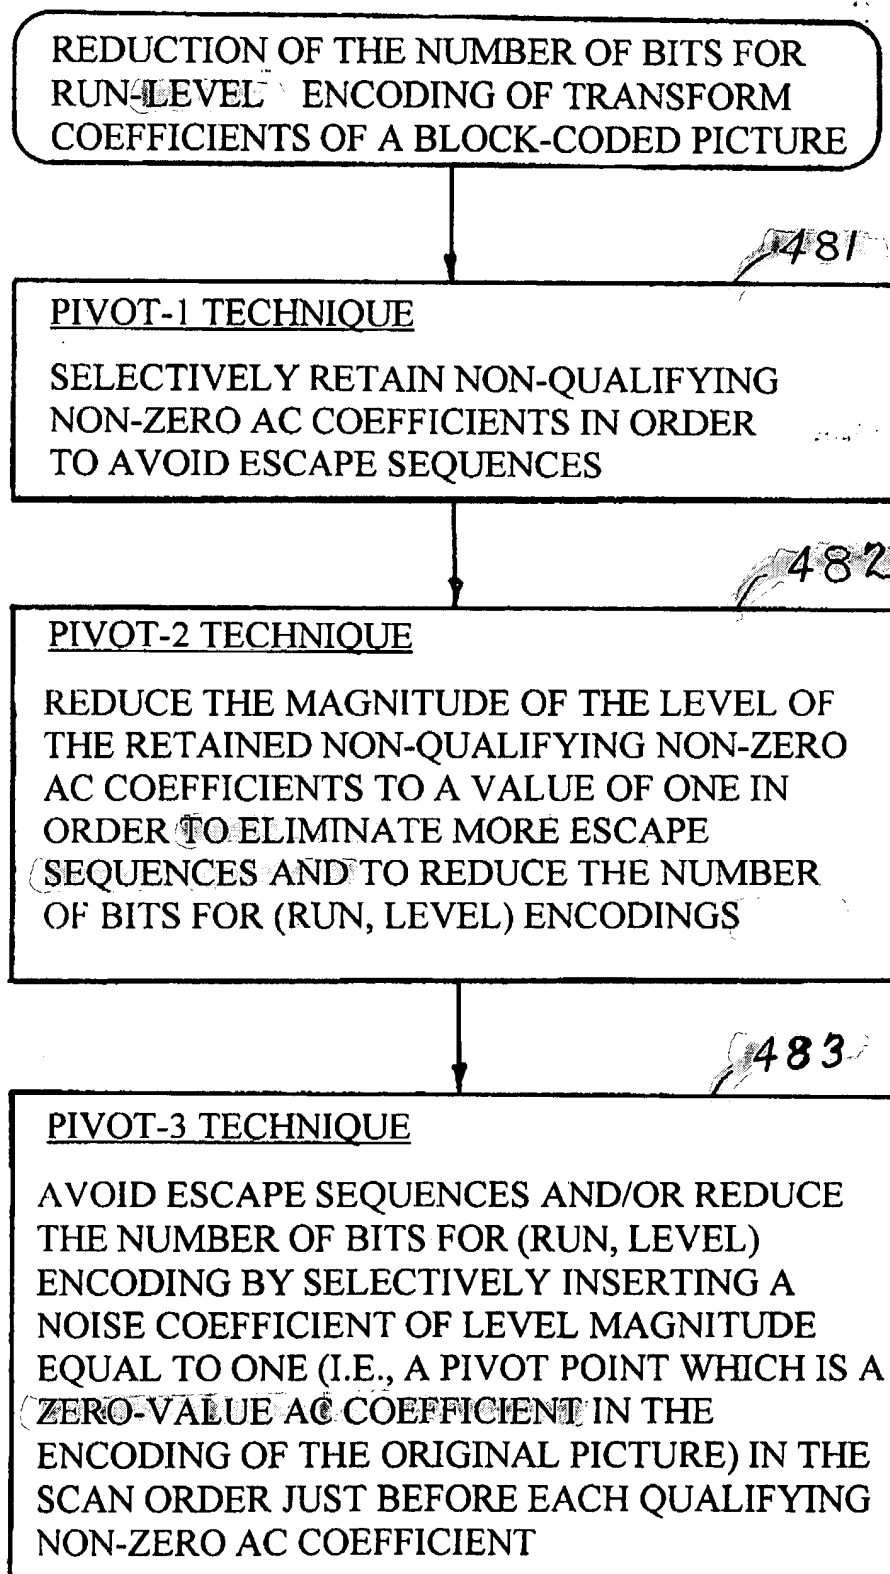 REDUCTION OF THE NUMBER OF BITS FOR
RUN-LEVEL ENCODING OF TRANSFORM
COEFFICIENTS OF A BLOCK-CODED PICTURE
481
PIVOT-1 TECHNIQUE
SELECTIVELY RETAIN NON-QUALIFYING
NON-ZERO AC COEFFICIENTS IN ORDER
TO AVOID ESCAPE SEQUENCES
482
PIVOT-2 TECHNIQUE
REDUCE THE MAGNITUDE OF THE LEVEL OF
THE RETAINED NON-QUALIFYING NON-ZERO
AC COEFFICIENTS TO A VALUE OF ONE IN
ORDER TO ELIMINATE MORE ESCAPE
SEQUENCES AND TO REDUCE THE NUMBER
OF BITS FOR (RUN, LEVEL) ENCODINGS
483
PIVOT-3 TECHNIQUE
AVOID ESCAPE SEQUENCES AND/OR REDUCE
THE NUMBER OF BITS FOR (RUN, LEVEL)
ENCODING BY SELECTIVELY INSERTING A
NOISE COEFFICIENT OF LEVEL MAGNITUDE
EQUAL TO ONE (I.E., A PIVOT POINT WHICH IS A
ZERO-VALUE AC COEFFICIENT IN THE
ENCODING OF THE ORIGINAL PICTURE) IN THE
SCAN ORDER JUST BEFORE EACH QUALIFYING
NON-ZERO AC COEFFICIENT